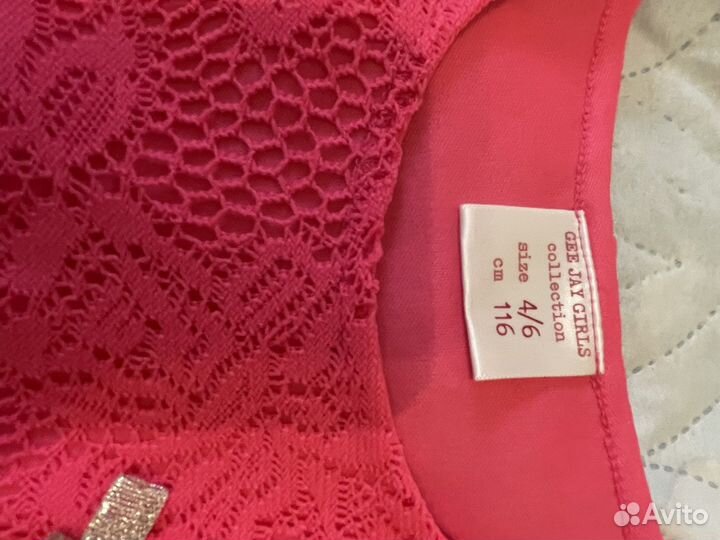 GEE JAY GIRLS
collection
size 4/6
cm 116
Avito